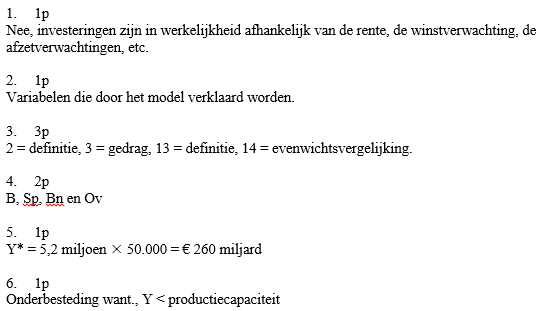 1. 1p
Nee, investeringen zijn in werkelijkheid afhankelijk van de rente, de winstverwachting, de
afzetverwachtingen, etc.
2. 1p
Variabelen die door het model verklaard worden.
3. 3p
2 = definitie, 3 = gedrag, 13 = definitie, 14 = evenwichtsvergelijking.
4. 2p
B, Sp, Bn en Ov
5. 1p
Y* = 5,2 miljoen × 50.000 = € 260 miljard
6. 1p
Onderbesteding want., Y < productiecapaciteit